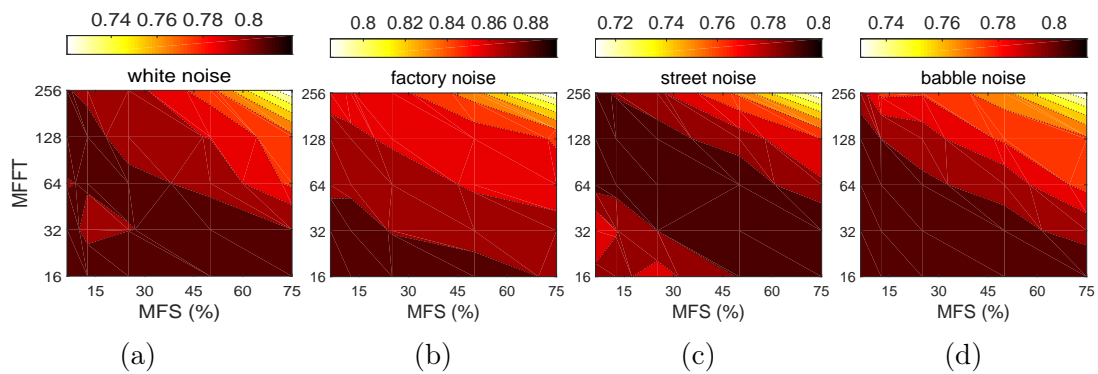 0.74 0.76 0.78 0.8
white noise
MFFT
256
128
64
32
16
15 30 45 60 75
MFS (%)
(a)
0.8 0.82 0.84 0.86 0.88
factory noise
256
128
64
32
16
15 30 45 60 75
MFS (%)
(b)
0.72 0.74 0.76 0.78 0.8
street noise
256
128
64
32
16
15 30 45 60 75
MFS (%)
(c)
0.74 0.76 0.78 0.8
babble noise
256
128
64
32
16
15 30 45 60 75
MFS (%)
(d)